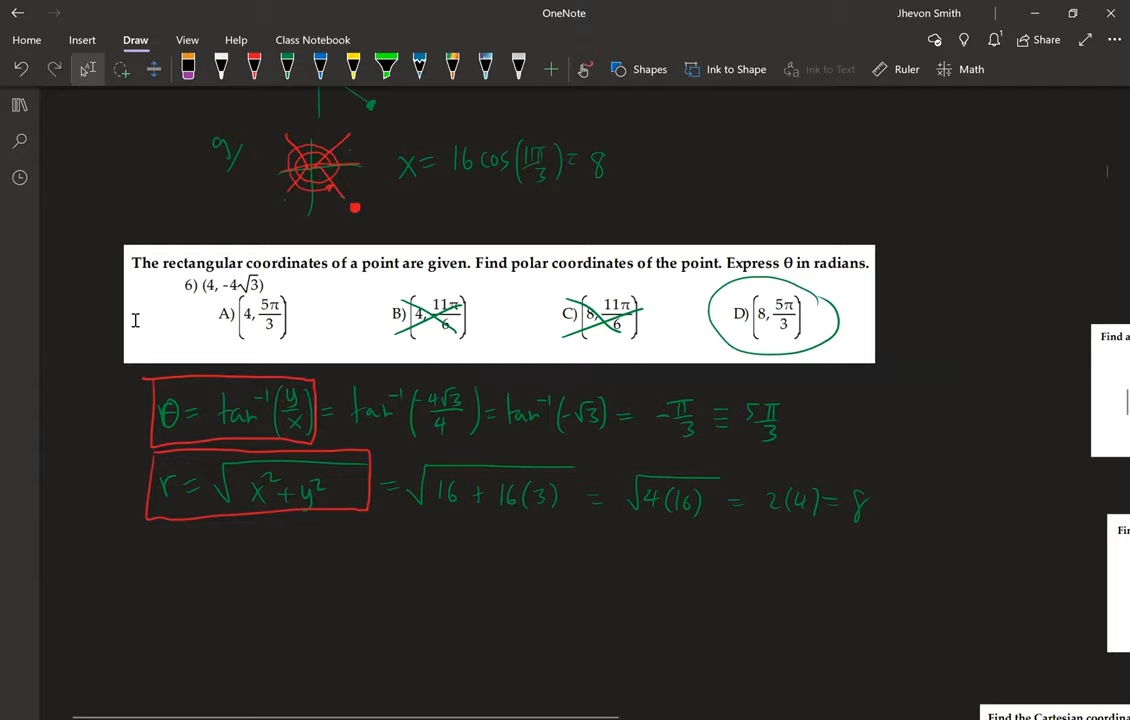 OneNote
Jhevon Smith
Home Insert Draw View Help Class Notebook
Share
Shapes Ink to Shape Ink to Text Ruler Math
9/
x = 16 cos(11π/3) = 8
The rectangular coordinates of a point are given. Find polar coordinates of the point. Express θ in radians.
6) (4, -4√3)
A) (4, 5π/3) B) (4, 11π/6) C) (8, 11π/6) D) (8, 5π/3)
θ = tan⁻¹(y/x) = tan⁻¹(-4√3/4) = tan⁻¹(-√3) = -π/3 ≡ 5π/3
r = √x²+y² = √16 + 16(3) = √4(16) = 2(4) = 8
Find a
Fin
Find the Cartesian coordina